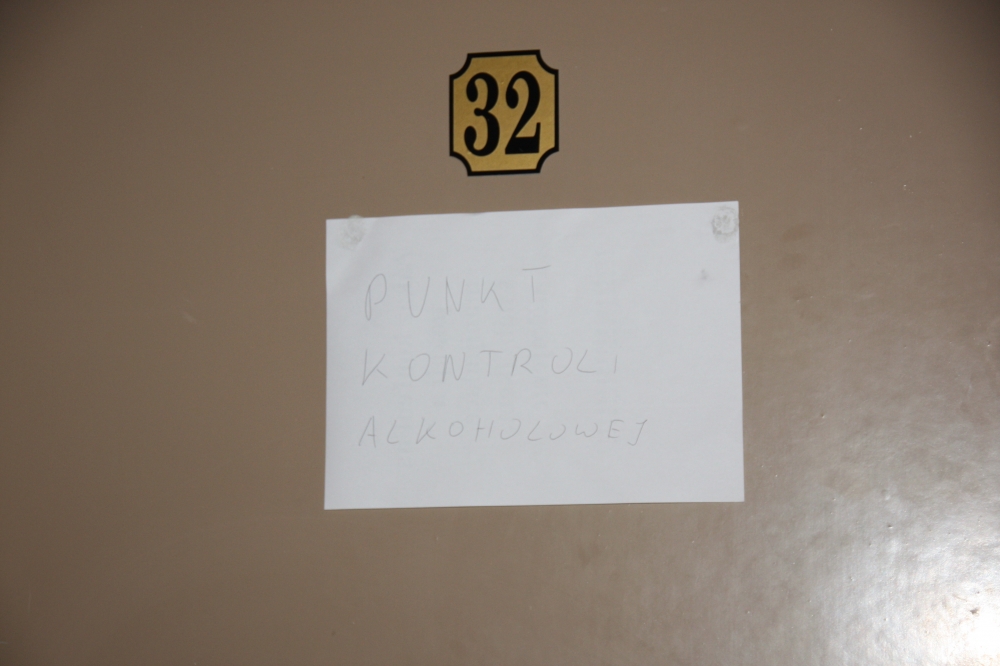 32
PUNKT
KONTROLI
ALKOHOLOWEJ